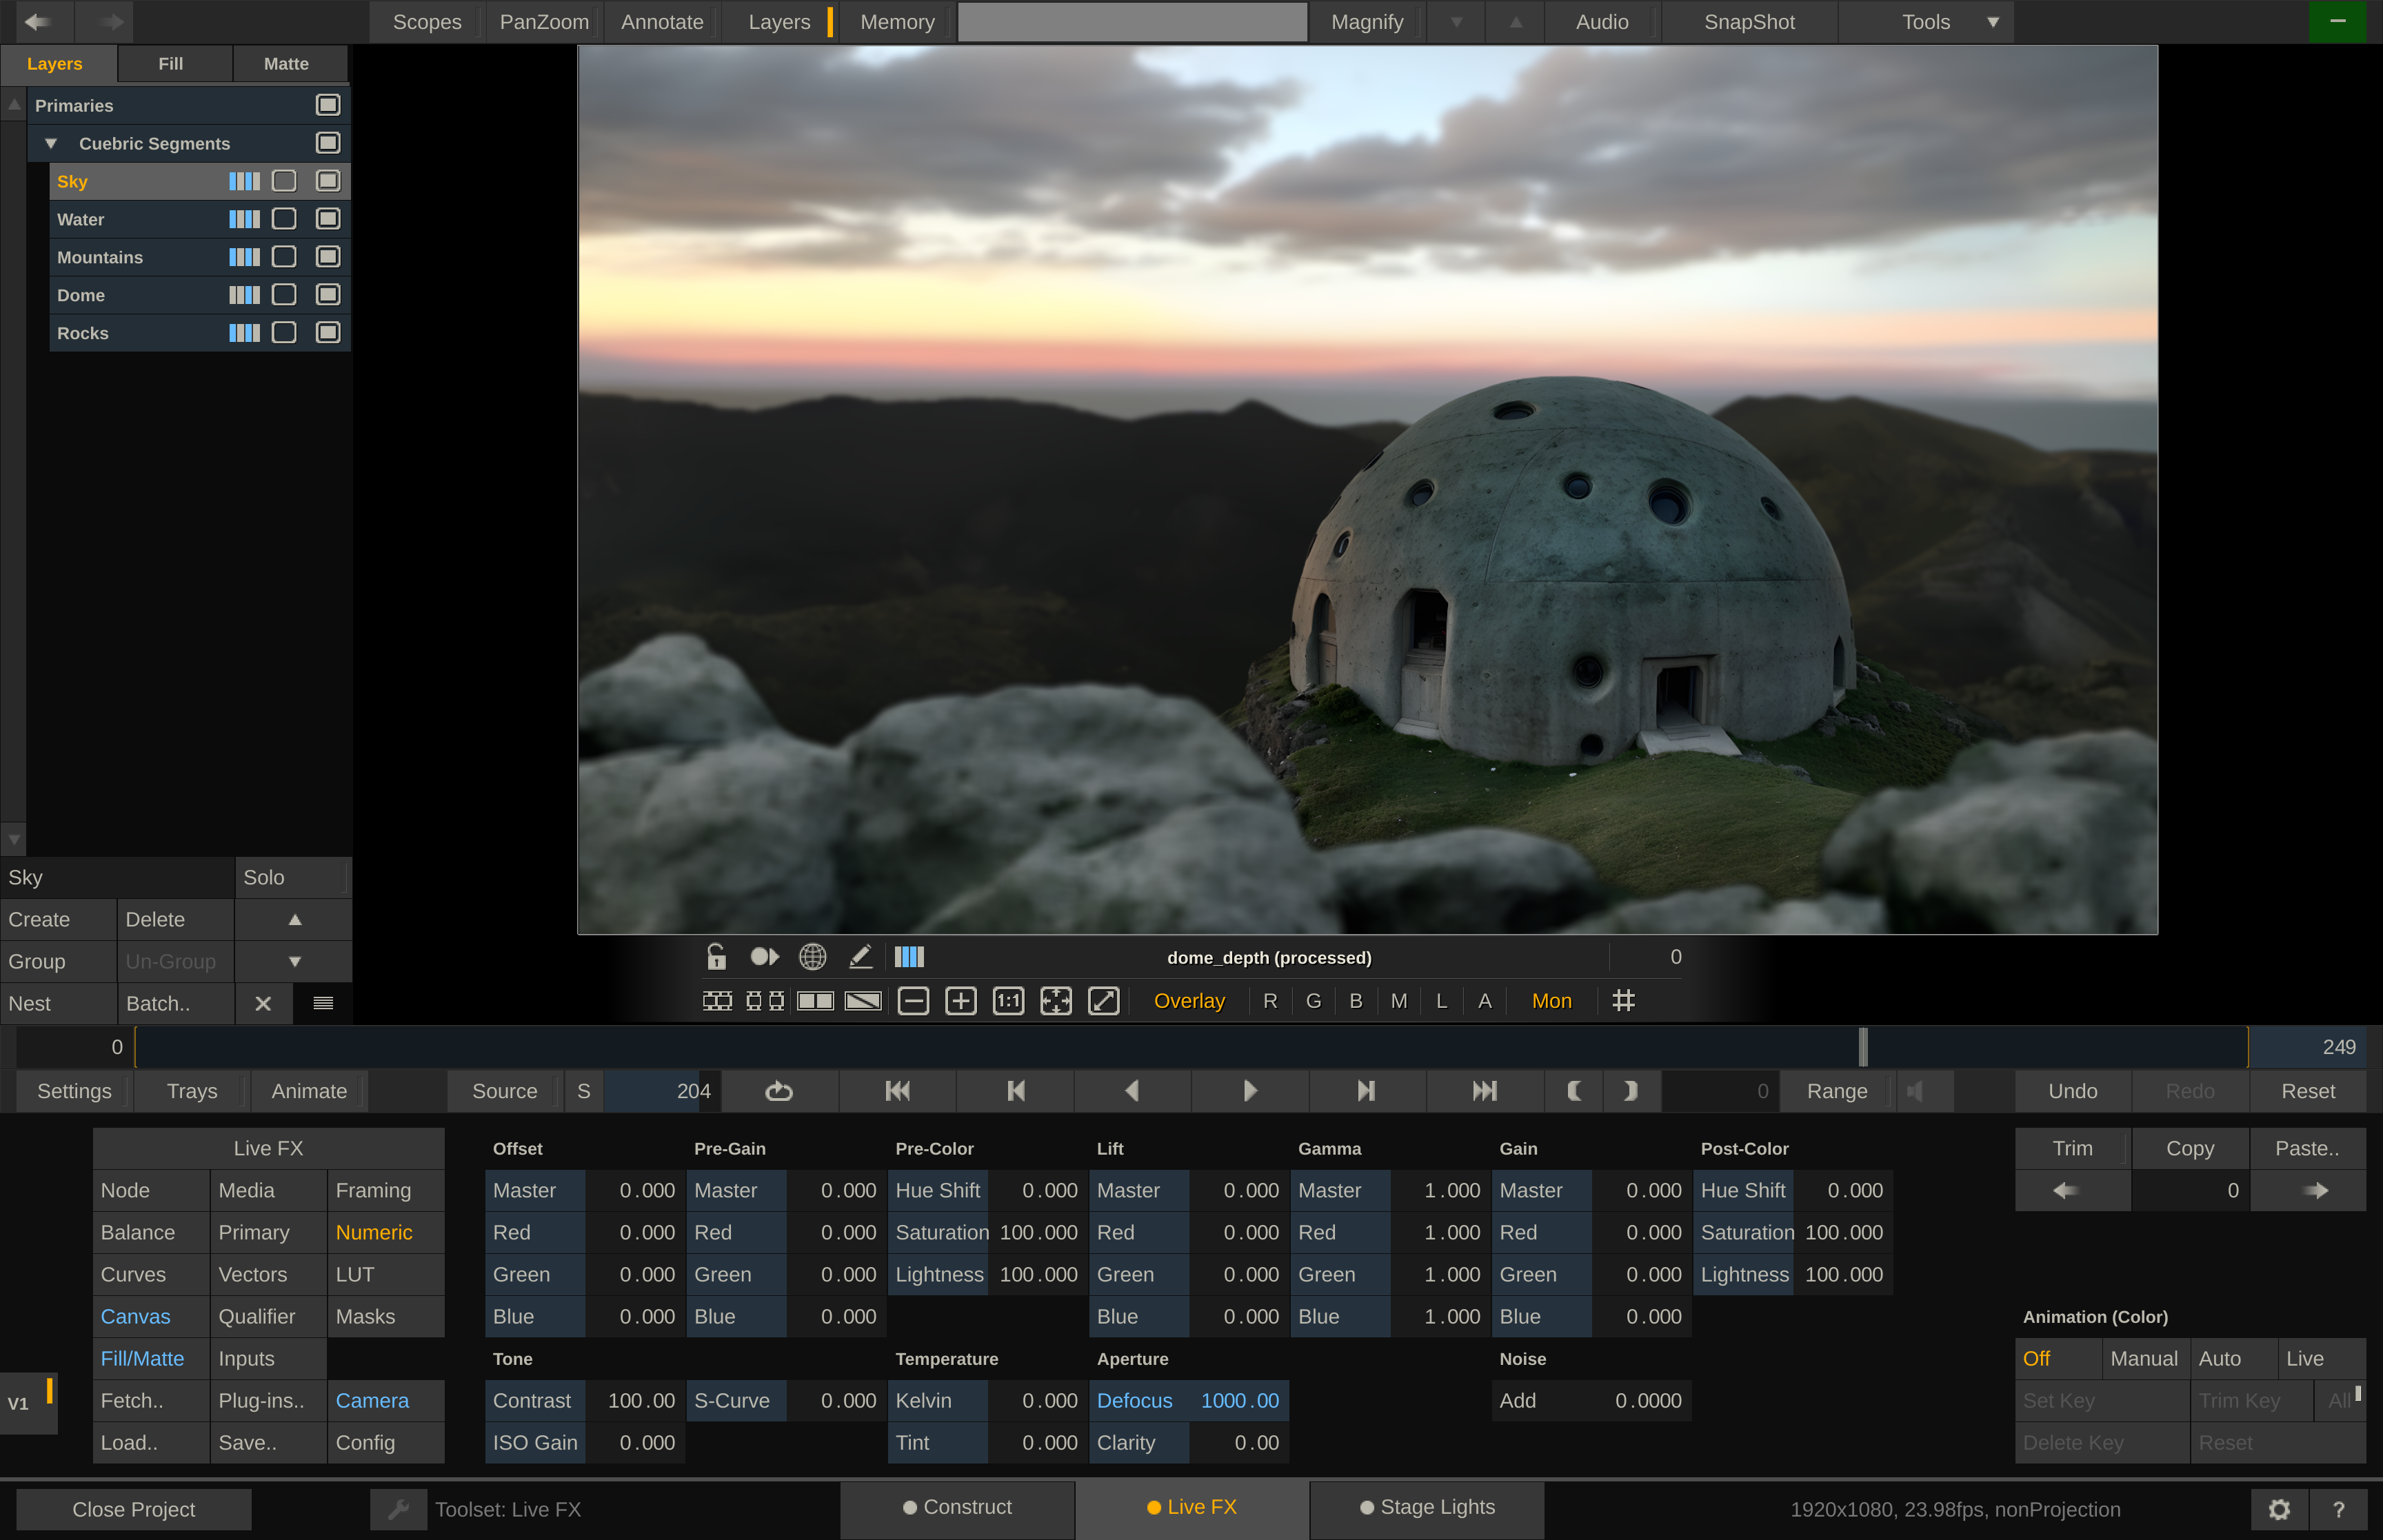 Scopes PanZoom Annotate Layers Memory Magnify Audio SnapShot Tools
Layers Fill Matte
Primaries
Cuebric Segments
Sky
Water
Mountains
Dome
Rocks
Sky Solo
Create Delete
Group Un-Group
Nest Batch..
dome_depth (processed) 0
1:1 Overlay R G B M L A Mon
0 249
Settings Trays Animate Source S 204 0 Range Undo Redo Reset
Live FX Offset Pre-Gain Pre-Color Lift Gamma Gain Post-Color Trim Copy Paste..
Node Media Framing Master 0.000 Master 0.000 Hue Shift 0.000 Master 0.000 Master 1.000 Master 0.000 Hue Shift 0.000 0
Balance Primary Numeric Red 0.000 Red 0.000 Saturation 100.000 Red 0.000 Red 1.000 Red 0.000 Saturation 100.000
Curves Vectors LUT Green 0.000 Green 0.000 Lightness 100.000 Green 0.000 Green 1.000 Green 0.000 Lightness 100.000
Canvas Qualifier Masks Blue 0.000 Blue 0.000 Blue 0.000 Blue 1.000 Blue 0.000 Animation (Color)
Fill/Matte Inputs Tone Temperature Aperture Noise Off Manual Auto Live
V1 Fetch.. Plug-ins.. Camera Contrast 100.00 S-Curve 0.000 Kelvin 0.000 Defocus 1000.00 Add 0.0000 Set Key Trim Key All
Load.. Save.. Config ISO Gain 0.000 Tint 0.000 Clarity 0.00 Delete Key Reset
Close Project Toolset: Live FX Construct Live FX Stage Lights 1920x1080, 23.98fps, nonProjection ?